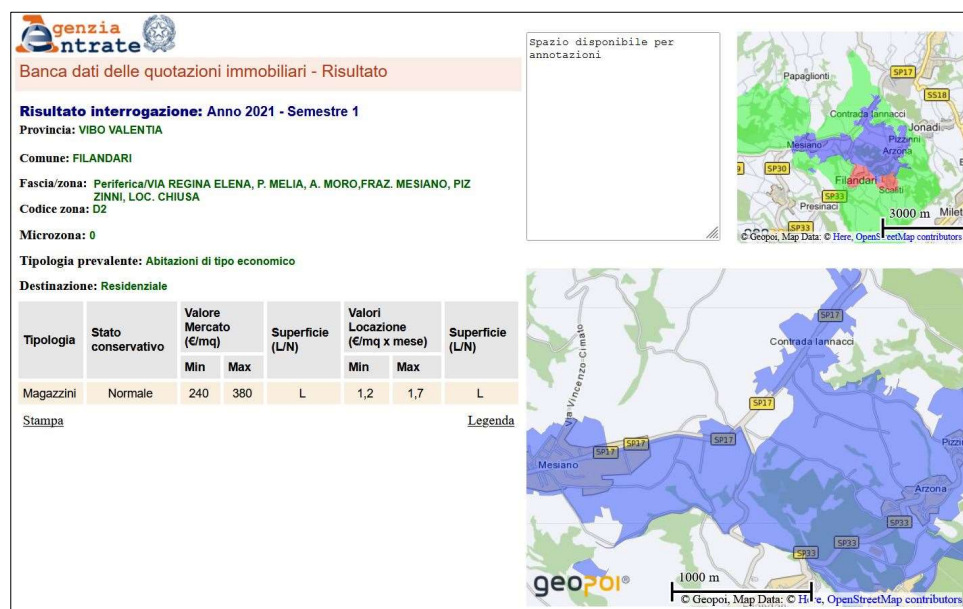 Agenzia
Entrate
Banca dati delle quotazioni immobiliari - Risultato
Risultato interrogazione: Anno 2021 - Semestre 1
Provincia: VIBO VALENTIA
Comune: FILANDARI
Fascia/zona: Periferica/VIA REGINA ELENA, P. MELIA, A. MORO,FRAZ. MESIANO, PIZ
ZINNI, LOC. CHIUSA
Codice zona: D2
Microzona: 0
Tipologia prevalente: Abitazioni di tipo economico
Destinazione: Residenziale
Tipologia
Stato
conservativo
Valore
Mercato
(€/mq)
Superficie
(L/N)
Valori
Locazione
(€/mq x mese)
Superficie
(L/N)
Min Max Min Max
Magazzini Normale 240 380 L 1,2 1,7 L
Stampa Legenda
Spazio disponibile per
annotazioni
SP17
Papaglionti
SS18
Contrada Iannacci
Jonadi
Pizzinni
Mesiano
Arzona
SP30
Filandari
Scaliti
SP33
Presinaci
3000 m
Milet
SP33
© Geopoi, Map Data: © Here, OpenStreetMap contributors
SP17
Contrada Iannacci
Via Vincenzo-Cimato
SP17
SP17
SP17
SP17
Mesiano
Pizzi
Arzona
SP33
SP33
SP33
geopoi®
1000 m
© Geopoi, Map Data: © Here, OpenStreetMap contributors